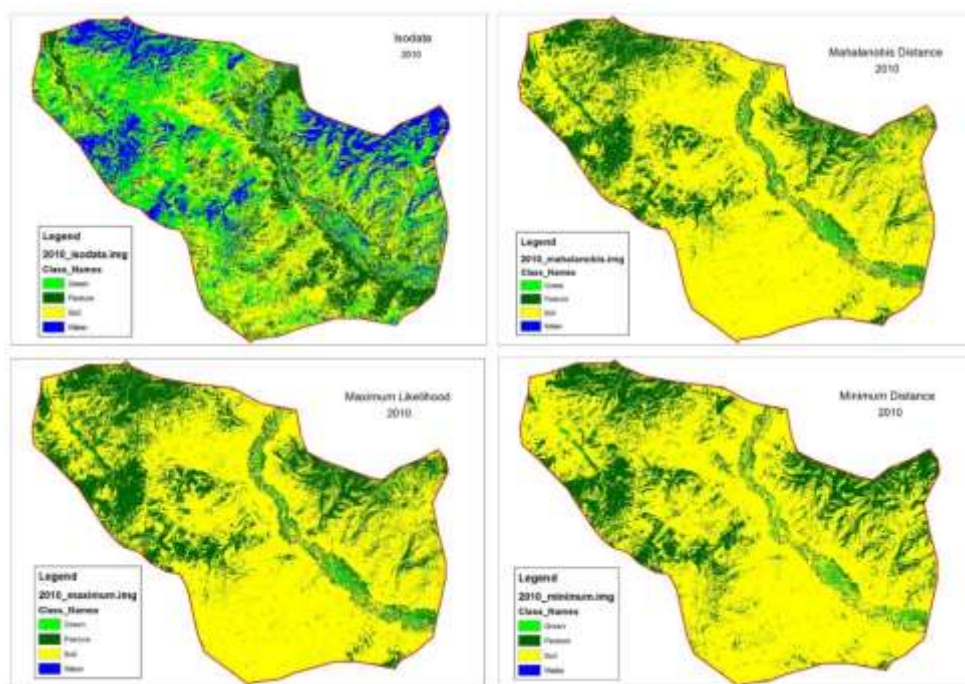 Isodata
2010
Legend
2010_isodata.img
Class_Names
Green
Pasture
Soil
Water
Mahalanobis Distance
2010
Legend
2010_mahalanobis.img
Class_Names
Green
Pasture
Soil
Water
Maximum Likelihood
2010
Legend
2010_maximum.img
Class_Names
Green
Pasture
Soil
Water
Minimum Distance
2010
Legend
2010_minimum.img
Class_Names
Green
Pasture
Soil
Water